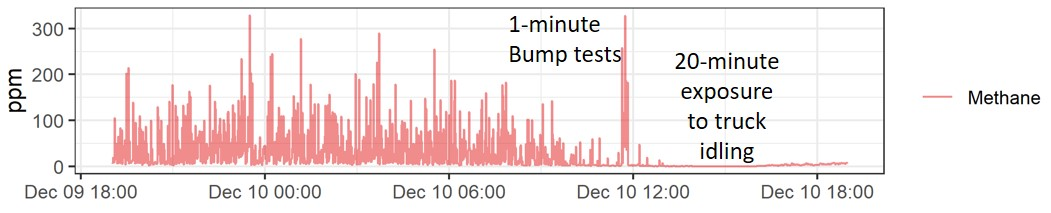 300
200
100
0
ppm
1-minute
Bump tests
20-minute
exposure
to truck
idling
Methane
Dec 09 18:00 Dec 10 00:00 Dec 10 06:00 Dec 10 12:00 Dec 10 18:00